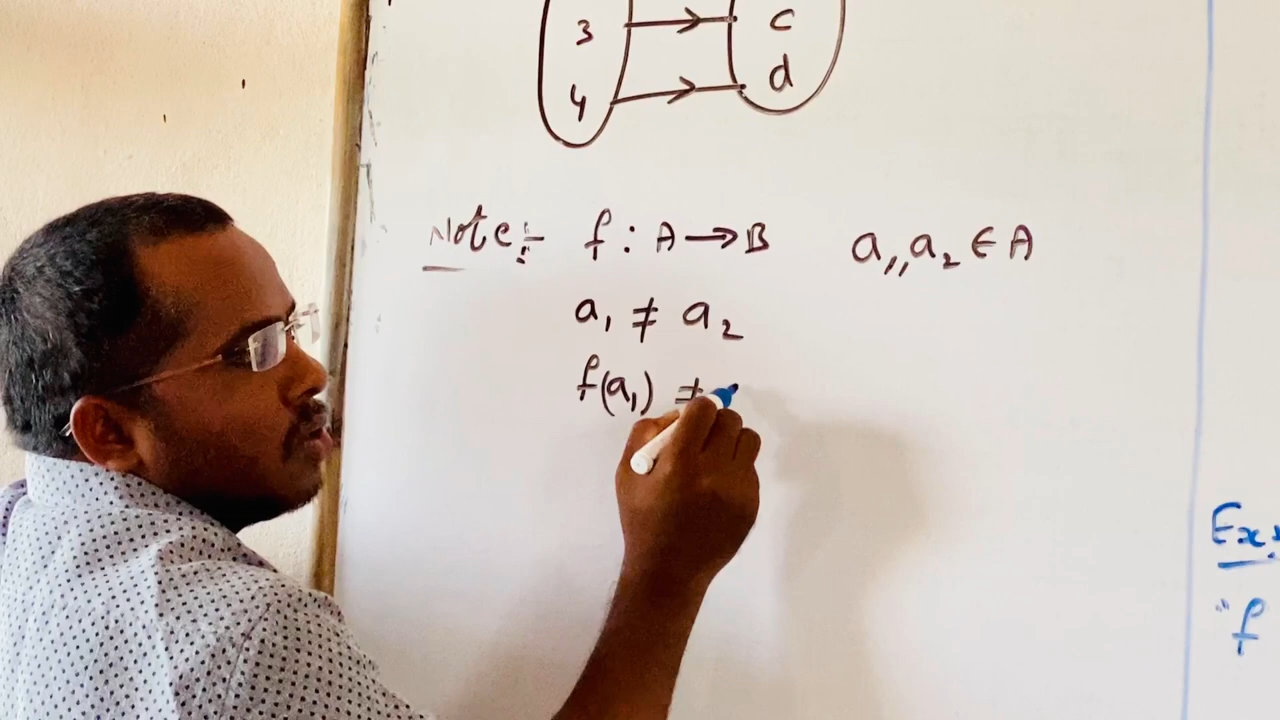 3 c
4 d
Note:- f : A → B a₁, a₂ ∈ A
a₁ ≠ a₂
f(a₁) ≠
Ex:
"f